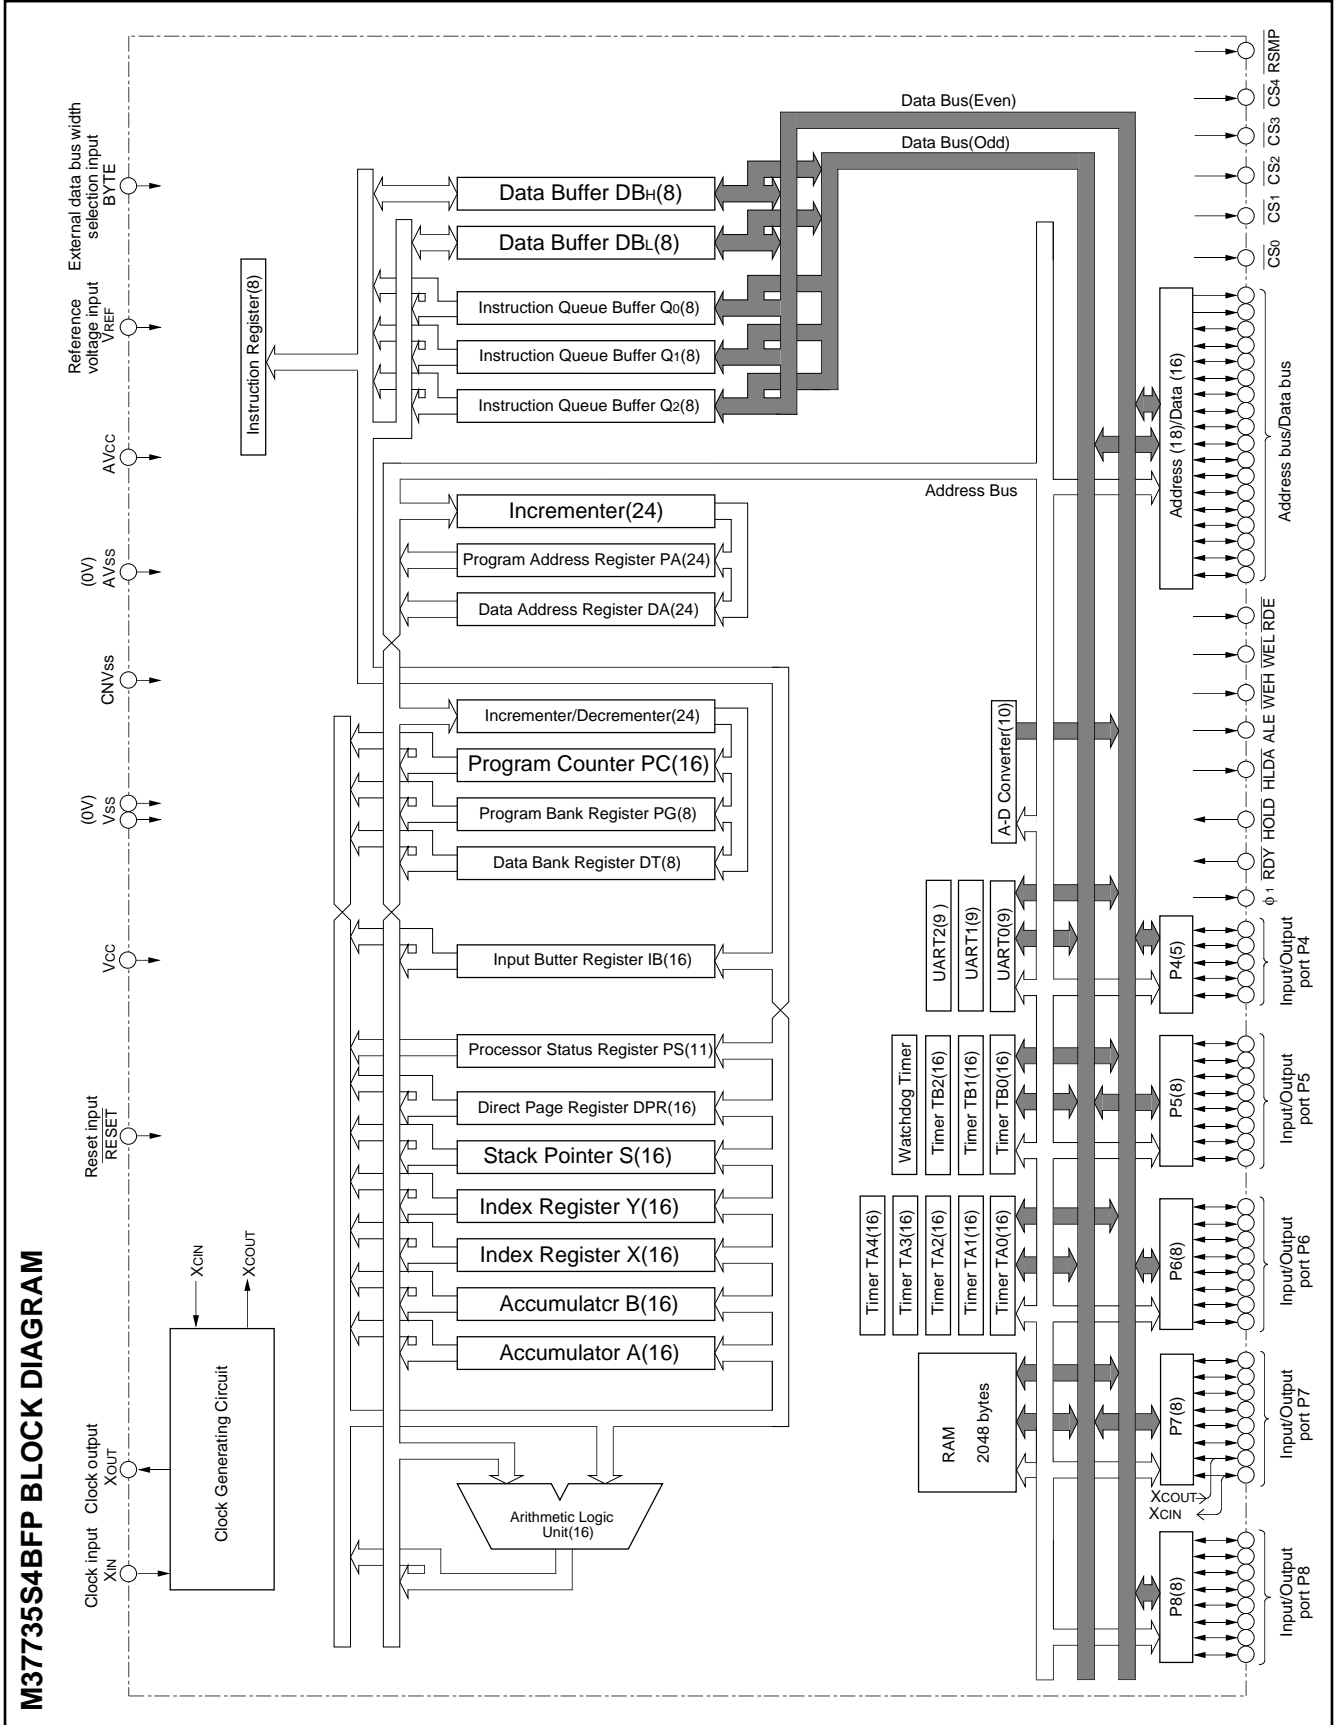 M37735S4BFP BLOCK DIAGRAM
Clock input
XIN
Clock output
XOUT
Reset input
RESET
VCC
(0V)
VSS
CNVSS
(0V)
AVSS
AVCC
Reference
voltage input
VREF
External data bus width
selection input
BYTE
Clock Generating Circuit
XCIN
XCOUT
Instruction Register(8)
Data Buffer DBH(8)
Data Buffer DBL(8)
Instruction Queue Buffer Q0(8)
Instruction Queue Buffer Q1(8)
Instruction Queue Buffer Q2(8)
Incrementer(24)
Program Address Register PA(24)
Data Address Register DA(24)
Incrementer/Decrementer(24)
Program Counter PC(16)
Program Bank Register PG(8)
Data Bank Register DT(8)
Input Butter Register IB(16)
Processor Status Register PS(11)
Direct Page Register DPR(16)
Stack Pointer S(16)
Index Register Y(16)
Index Register X(16)
Accumulatcr B(16)
Accumulator A(16)
Arithmetic Logic
Unit(16)
Data Bus(Even)
Data Bus(Odd)
Address Bus
A-D Converter(10)
UART2(9 )
UART1(9)
UART0(9)
Watchdog Timer
Timer TB2(16)
Timer TB1(16)
Timer TB0(16)
Timer TA4(16)
Timer TA3(16)
Timer TA2(16)
Timer TA1(16)
Timer TA0(16)
RAM
2048 bytes
Address (18)/Data (16)
P4(5)
P5(8)
P6(8)
P7(8)
P8(8)
XCOUT
XCIN
RSMP
CS4
CS3
CS2
CS1
CS0
Address bus/Data bus
RDE
WEL
WEH
ALE
HLDA
HOLD
RDY
ϕ 1
Input/Output
port P4
Input/Output
port P5
Input/Output
port P6
Input/Output
port P7
Input/Output
port P8